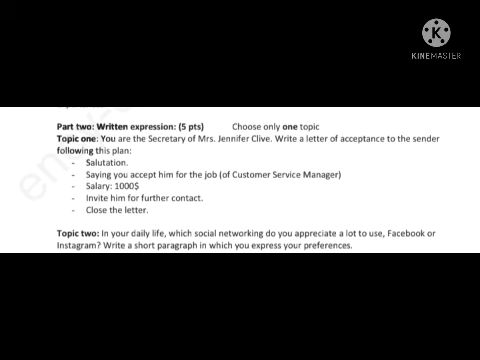 KINEMASTER
Part two: Written expression: (5 pts) Choose only one topic
Topic one: You are the Secretary of Mrs. Jennifer Clive. Write a letter of acceptance to the sender
following this plan:
- Salutation.
- Saying you accept him for the job (of Customer Service Manager)
- Salary: 1000$
- Invite him for further contact.
- Close the letter.
Topic two: In your daily life, which social networking do you appreciate a lot to use, Facebook or
Instagram? Write a short paragraph in which you express your preferences.